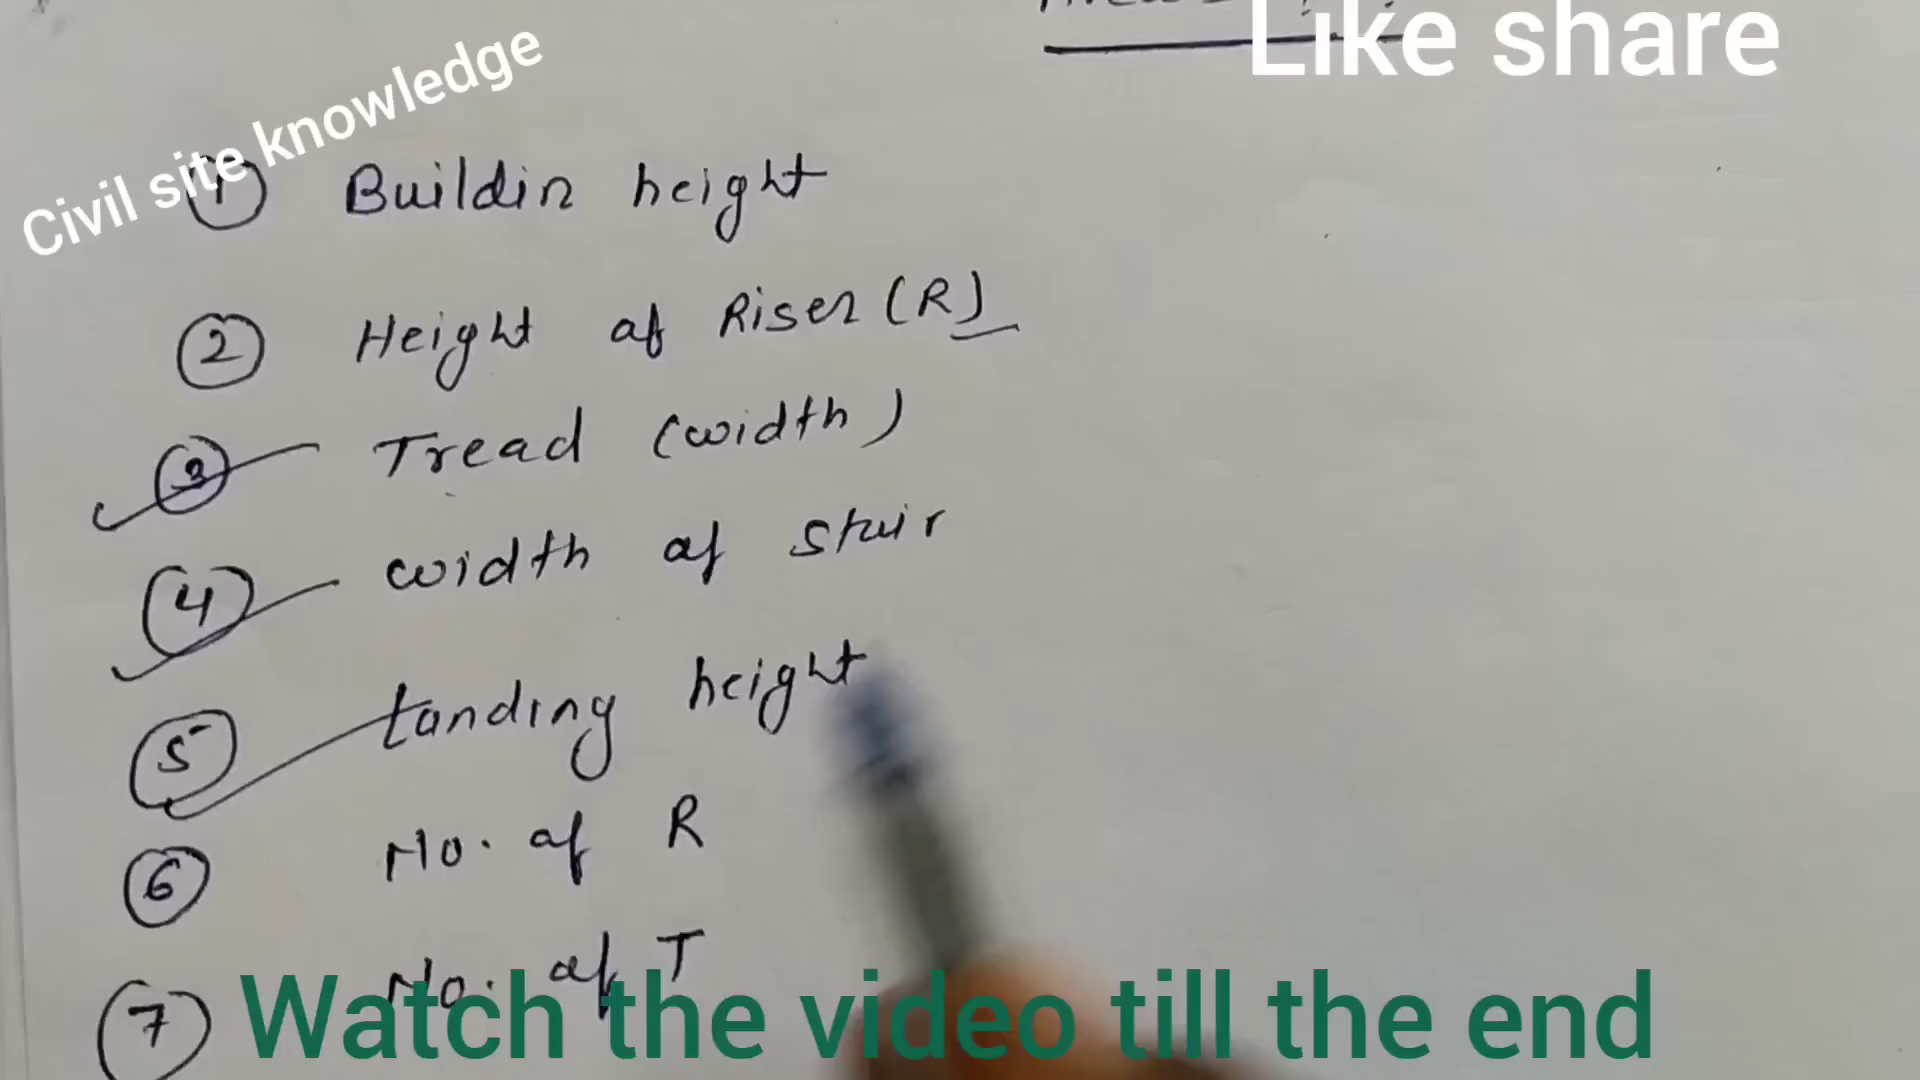 Like share
Civil site knowledge
1 Buildin height
2 Height of Riser (R)
3 Tread (width)
4 width of stair
5 Landing height
6 No. of R
7 No. of T
Watch the video till the end